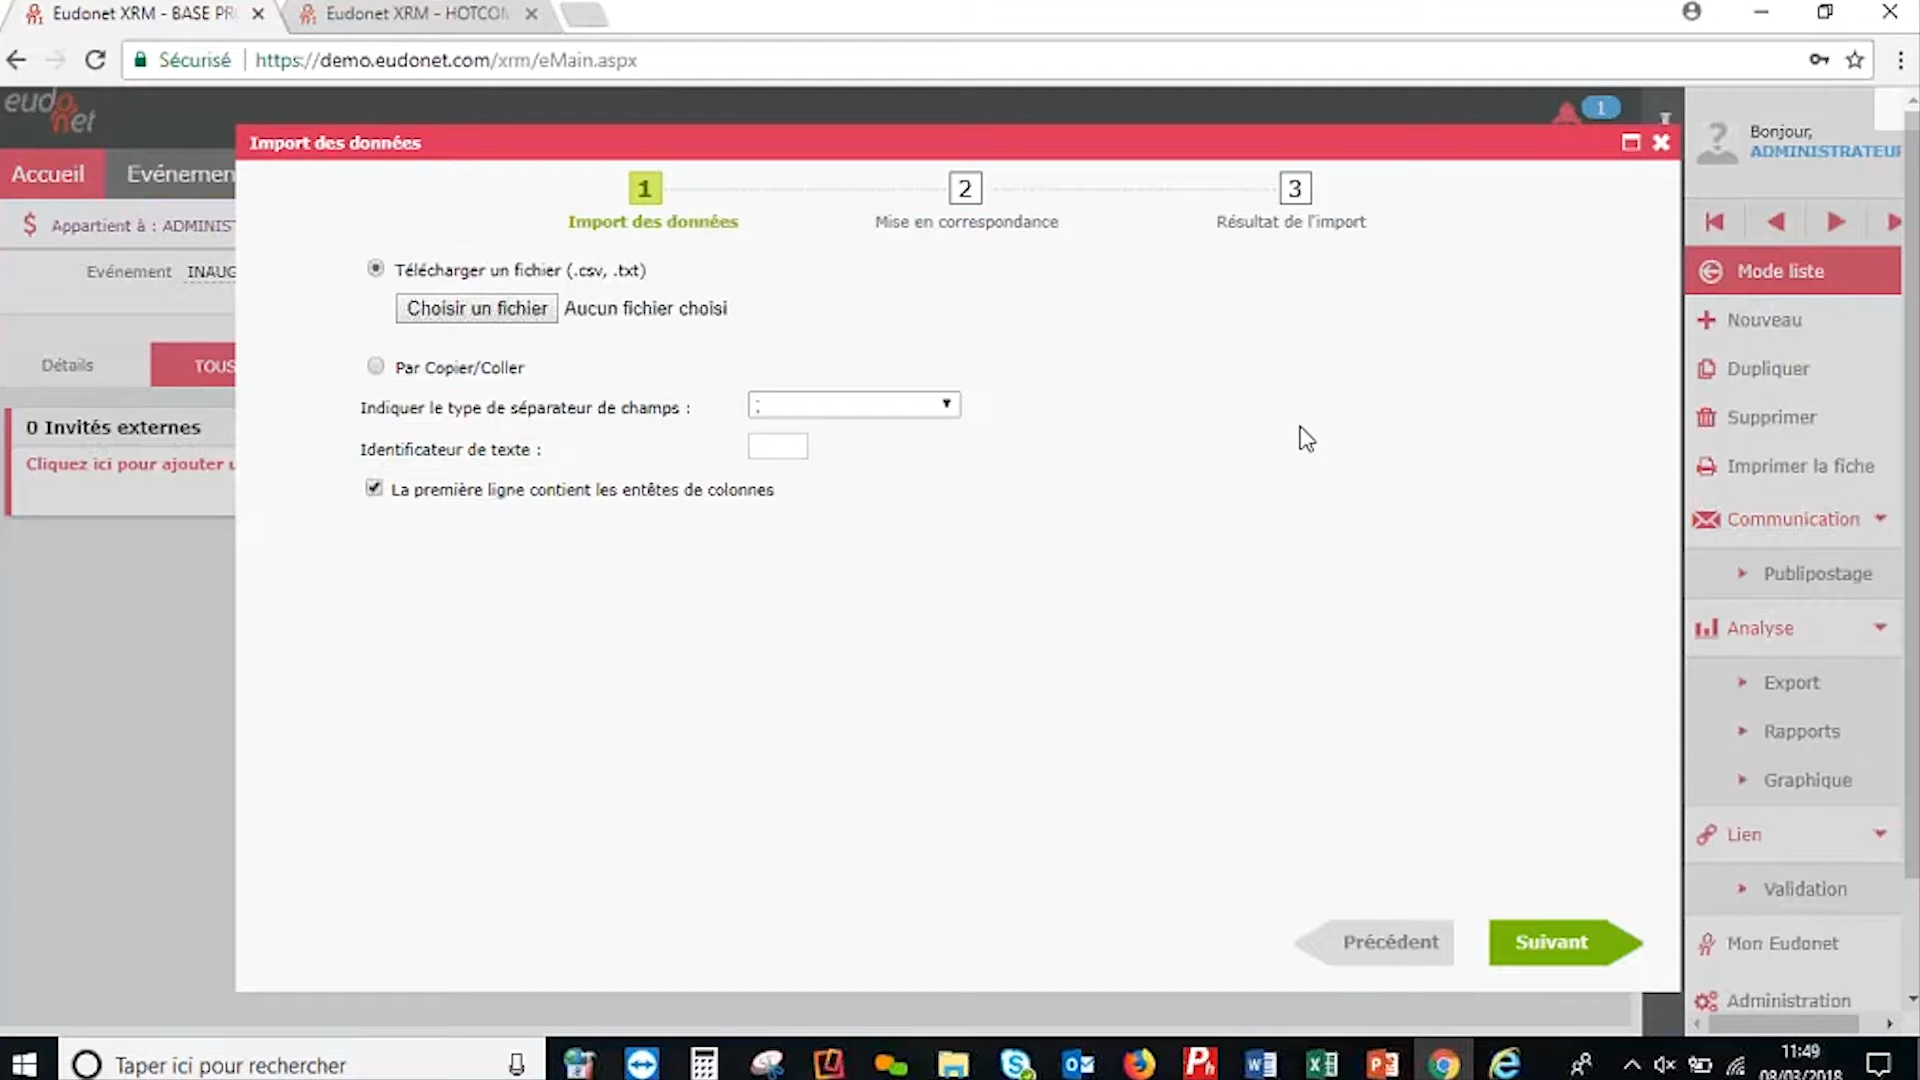 Eudonet XRM - BASE PR
Eudonet XRM - HOTCO
Sécurisé
https://demo.eudonet.com/xrm/eMain.aspx
eudonet
1
Bonjour,
ADMINISTRATEUR
Accueil
Evénemen
Import des données
1
2
3
Import des données
Mise en correspondance
Résultat de l'import
$ Appartient à : ADMINIST
Evénement INAUG
Détails
TOUS
0 Invités externes
Cliquez ici pour ajouter u
Télécharger un fichier (.csv, .txt)
Choisir un fichier Aucun fichier choisi
Par Copier/Coller
Indiquer le type de séparateur de champs : ;
Identificateur de texte :
La première ligne contient les entêtes de colonnes
Précédent
Suivant
Mode liste
Nouveau
Dupliquer
Supprimer
Imprimer la fiche
Communication
Publipostage
Analyse
Export
Rapports
Graphique
Lien
Validation
Mon Eudonet
Administration
Taper ici pour rechercher
11:49
08/03/2018